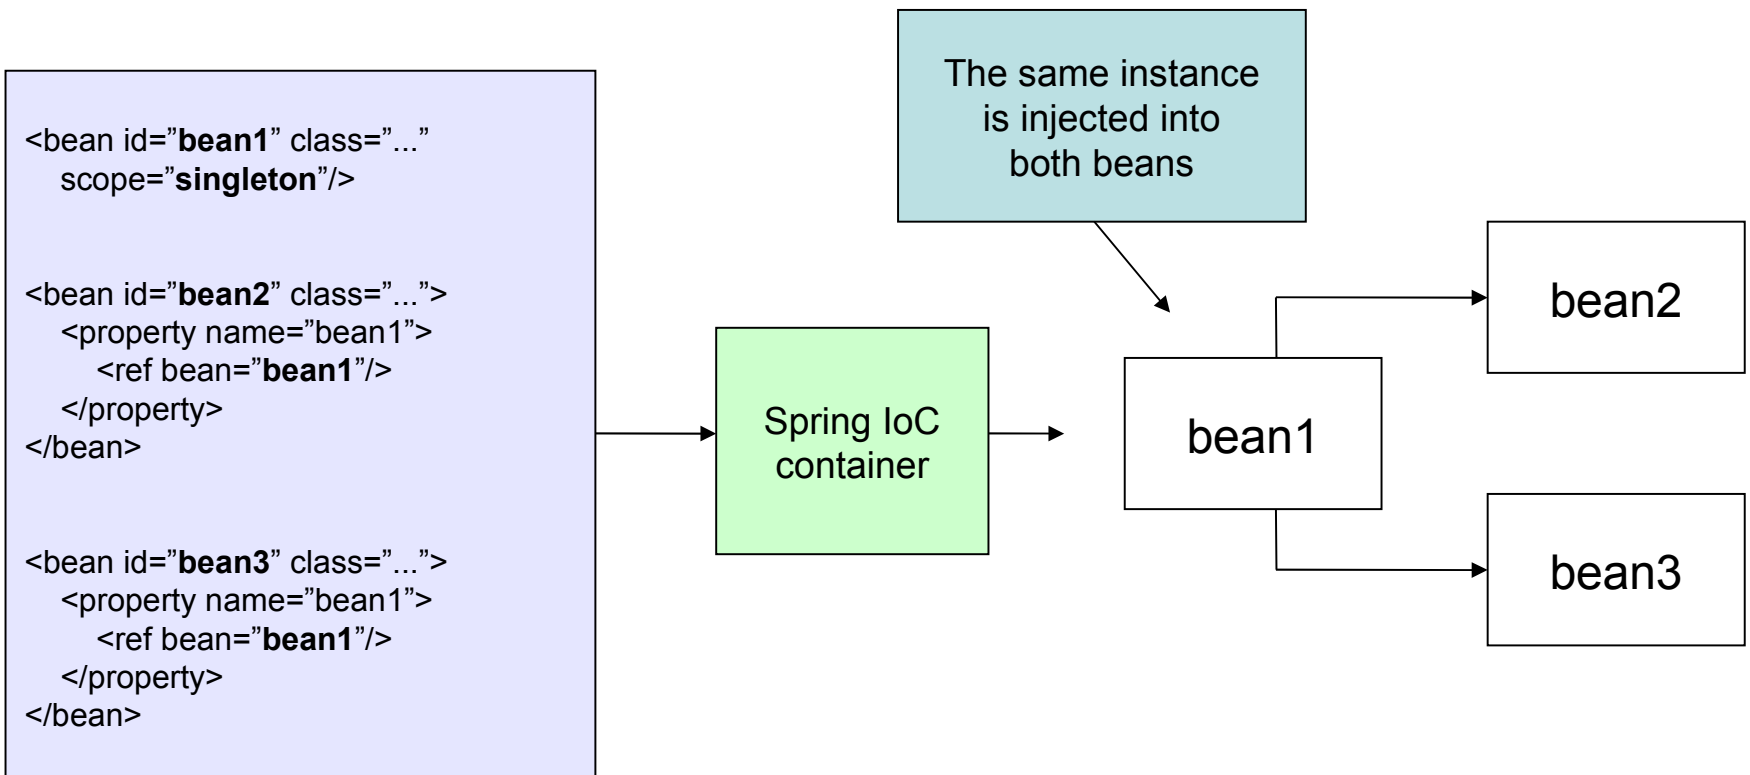 <bean id=”bean1” class=”...”
scope=”singleton”/>
<bean id=”bean2” class=”...”>
<property name=”bean1”>
<ref bean=”bean1”/>
</property>
</bean>
<bean id=”bean3” class=”...”>
<property name=”bean1”>
<ref bean=”bean1”/>
</property>
</bean>
Spring IoC
container
The same instance
is injected into
both beans
bean1
bean2
bean3